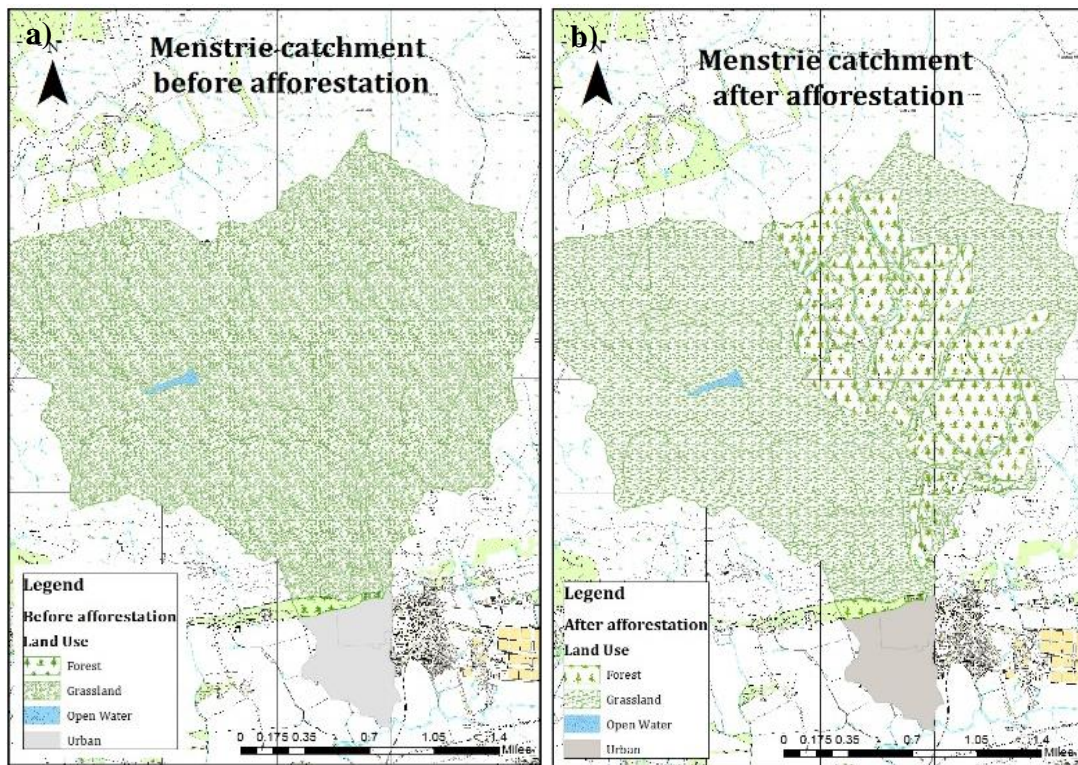 a)
Menstrie catchment
before afforestation
Legend
Before afforestation
Land Use
Forest
Grassland
Open Water
Urban
0 0.175 0.35 0.7 1.05 1.4
Miles
b)
Menstrie catchment
after afforestation
Legend
After afforestation
Land Use
Forest
Grassland
Open Water
Urban
0 0.175 0.35 0.7 1.05 1.4
Miles